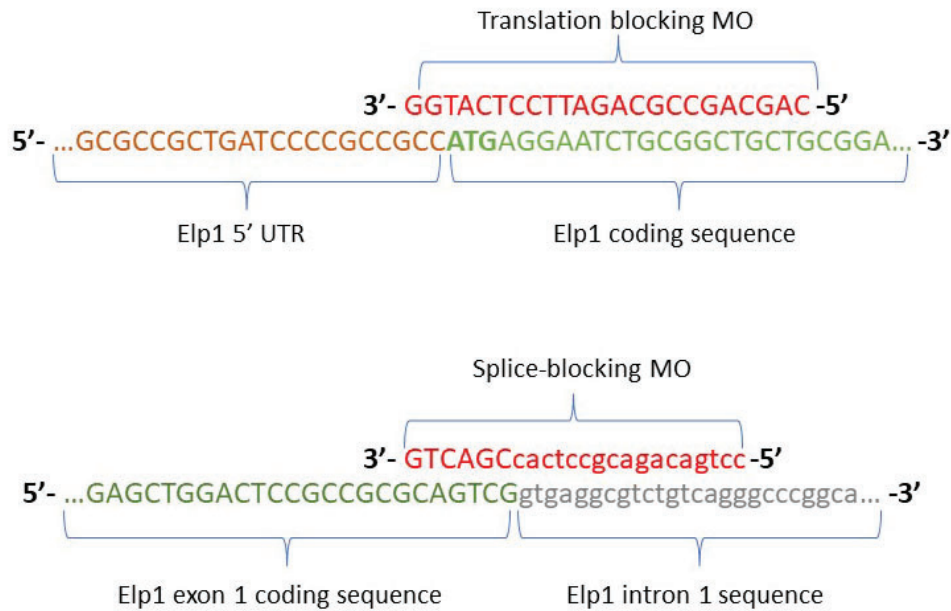 Translation blocking MO
3’- GGTACTCCTTAGACGCCGACGAC -5’
5’- …GCGCCGCTGATCCCCGCCGCCATGAGGAATCTGCGGCTGCTGCGGA… -3’
Elp1 5’ UTR
Elp1 coding sequence
Splice-blocking MO
3’- GTCAGCcactccgcagacagtcc -5’
5’- …GAGCTGGACTCCGCCGCGCAGTCGgtgaggcgtctgtcagggcccggca… -3’
Elp1 exon 1 coding sequence
Elp1 intron 1 sequence